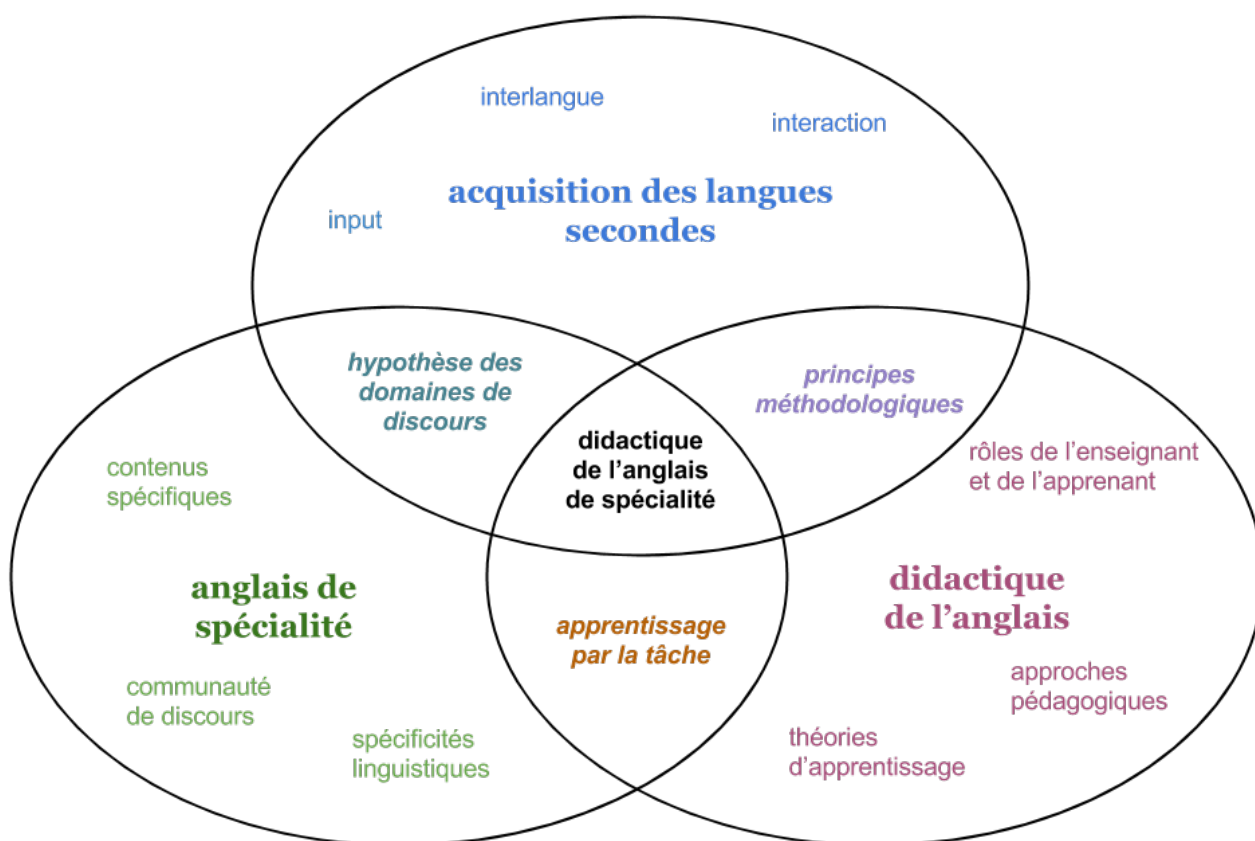 interlangue
interaction
acquisition des langues
secondes
input
hypothèse des
domaines de
discours
principes
méthodologiques
didactique
de l’anglais
de spécialité
contenus
spécifiques
rôles de l’enseignant
et de l’apprenant
anglais de
spécialité
didactique
de l’anglais
apprentissage
par la tâche
communauté
de discours
approches
pédagogiques
spécificités
linguistiques
théories
d’apprentissage